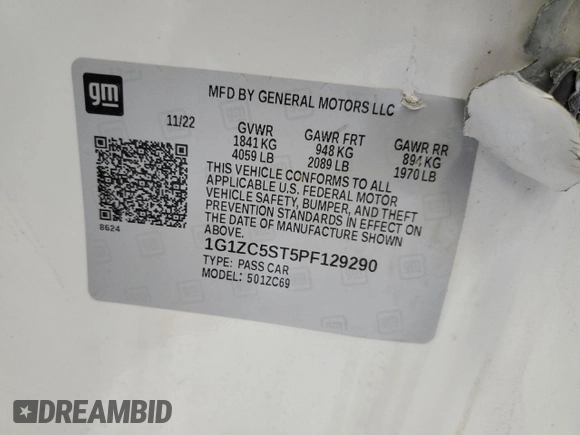 gm
MFD BY GENERAL MOTORS LLC
11/22
GVWR GAWR FRT GAWR RR
1841 KG 948 KG 894 KG
4059 LB 2089 LB 1970 LB
THIS VEHICLE CONFORMS TO ALL
APPLICABLE U.S. FEDERAL MOTOR
VEHICLE SAFETY, BUMPER, AND THEFT
PREVENTION STANDARDS IN EFFECT ON
THE DATE OF MANUFACTURE SHOWN
ABOVE.
8624
1G1ZC5ST5PF129290
TYPE: PASS CAR
MODEL: 501ZC69
DREAMBID